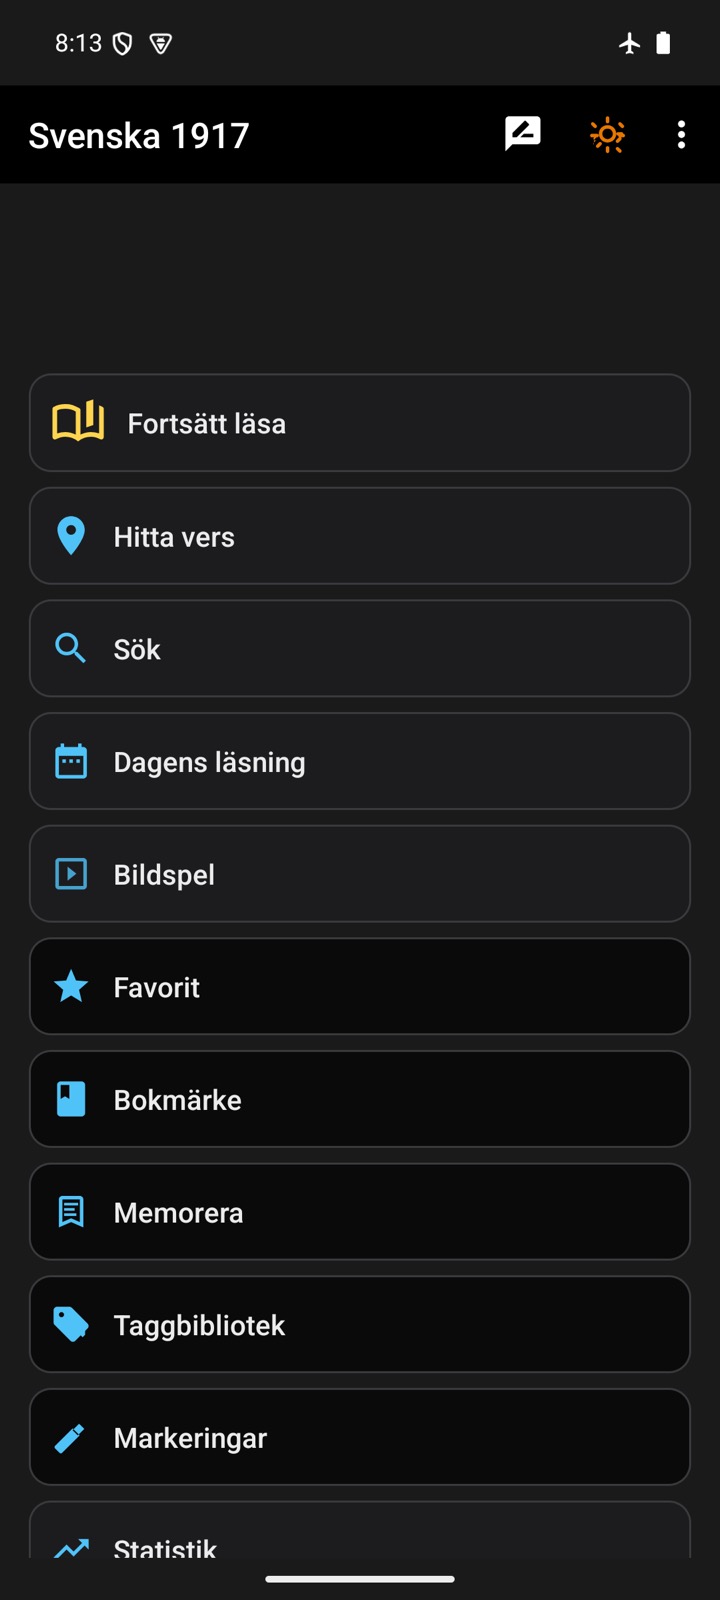 8:13
Svenska 1917
Fortsätt läsa
Hitta vers
Sök
Dagens läsning
Bildspel
Favorit
Bokmärke
Memorera
Taggbibliotek
Markeringar
Statistik